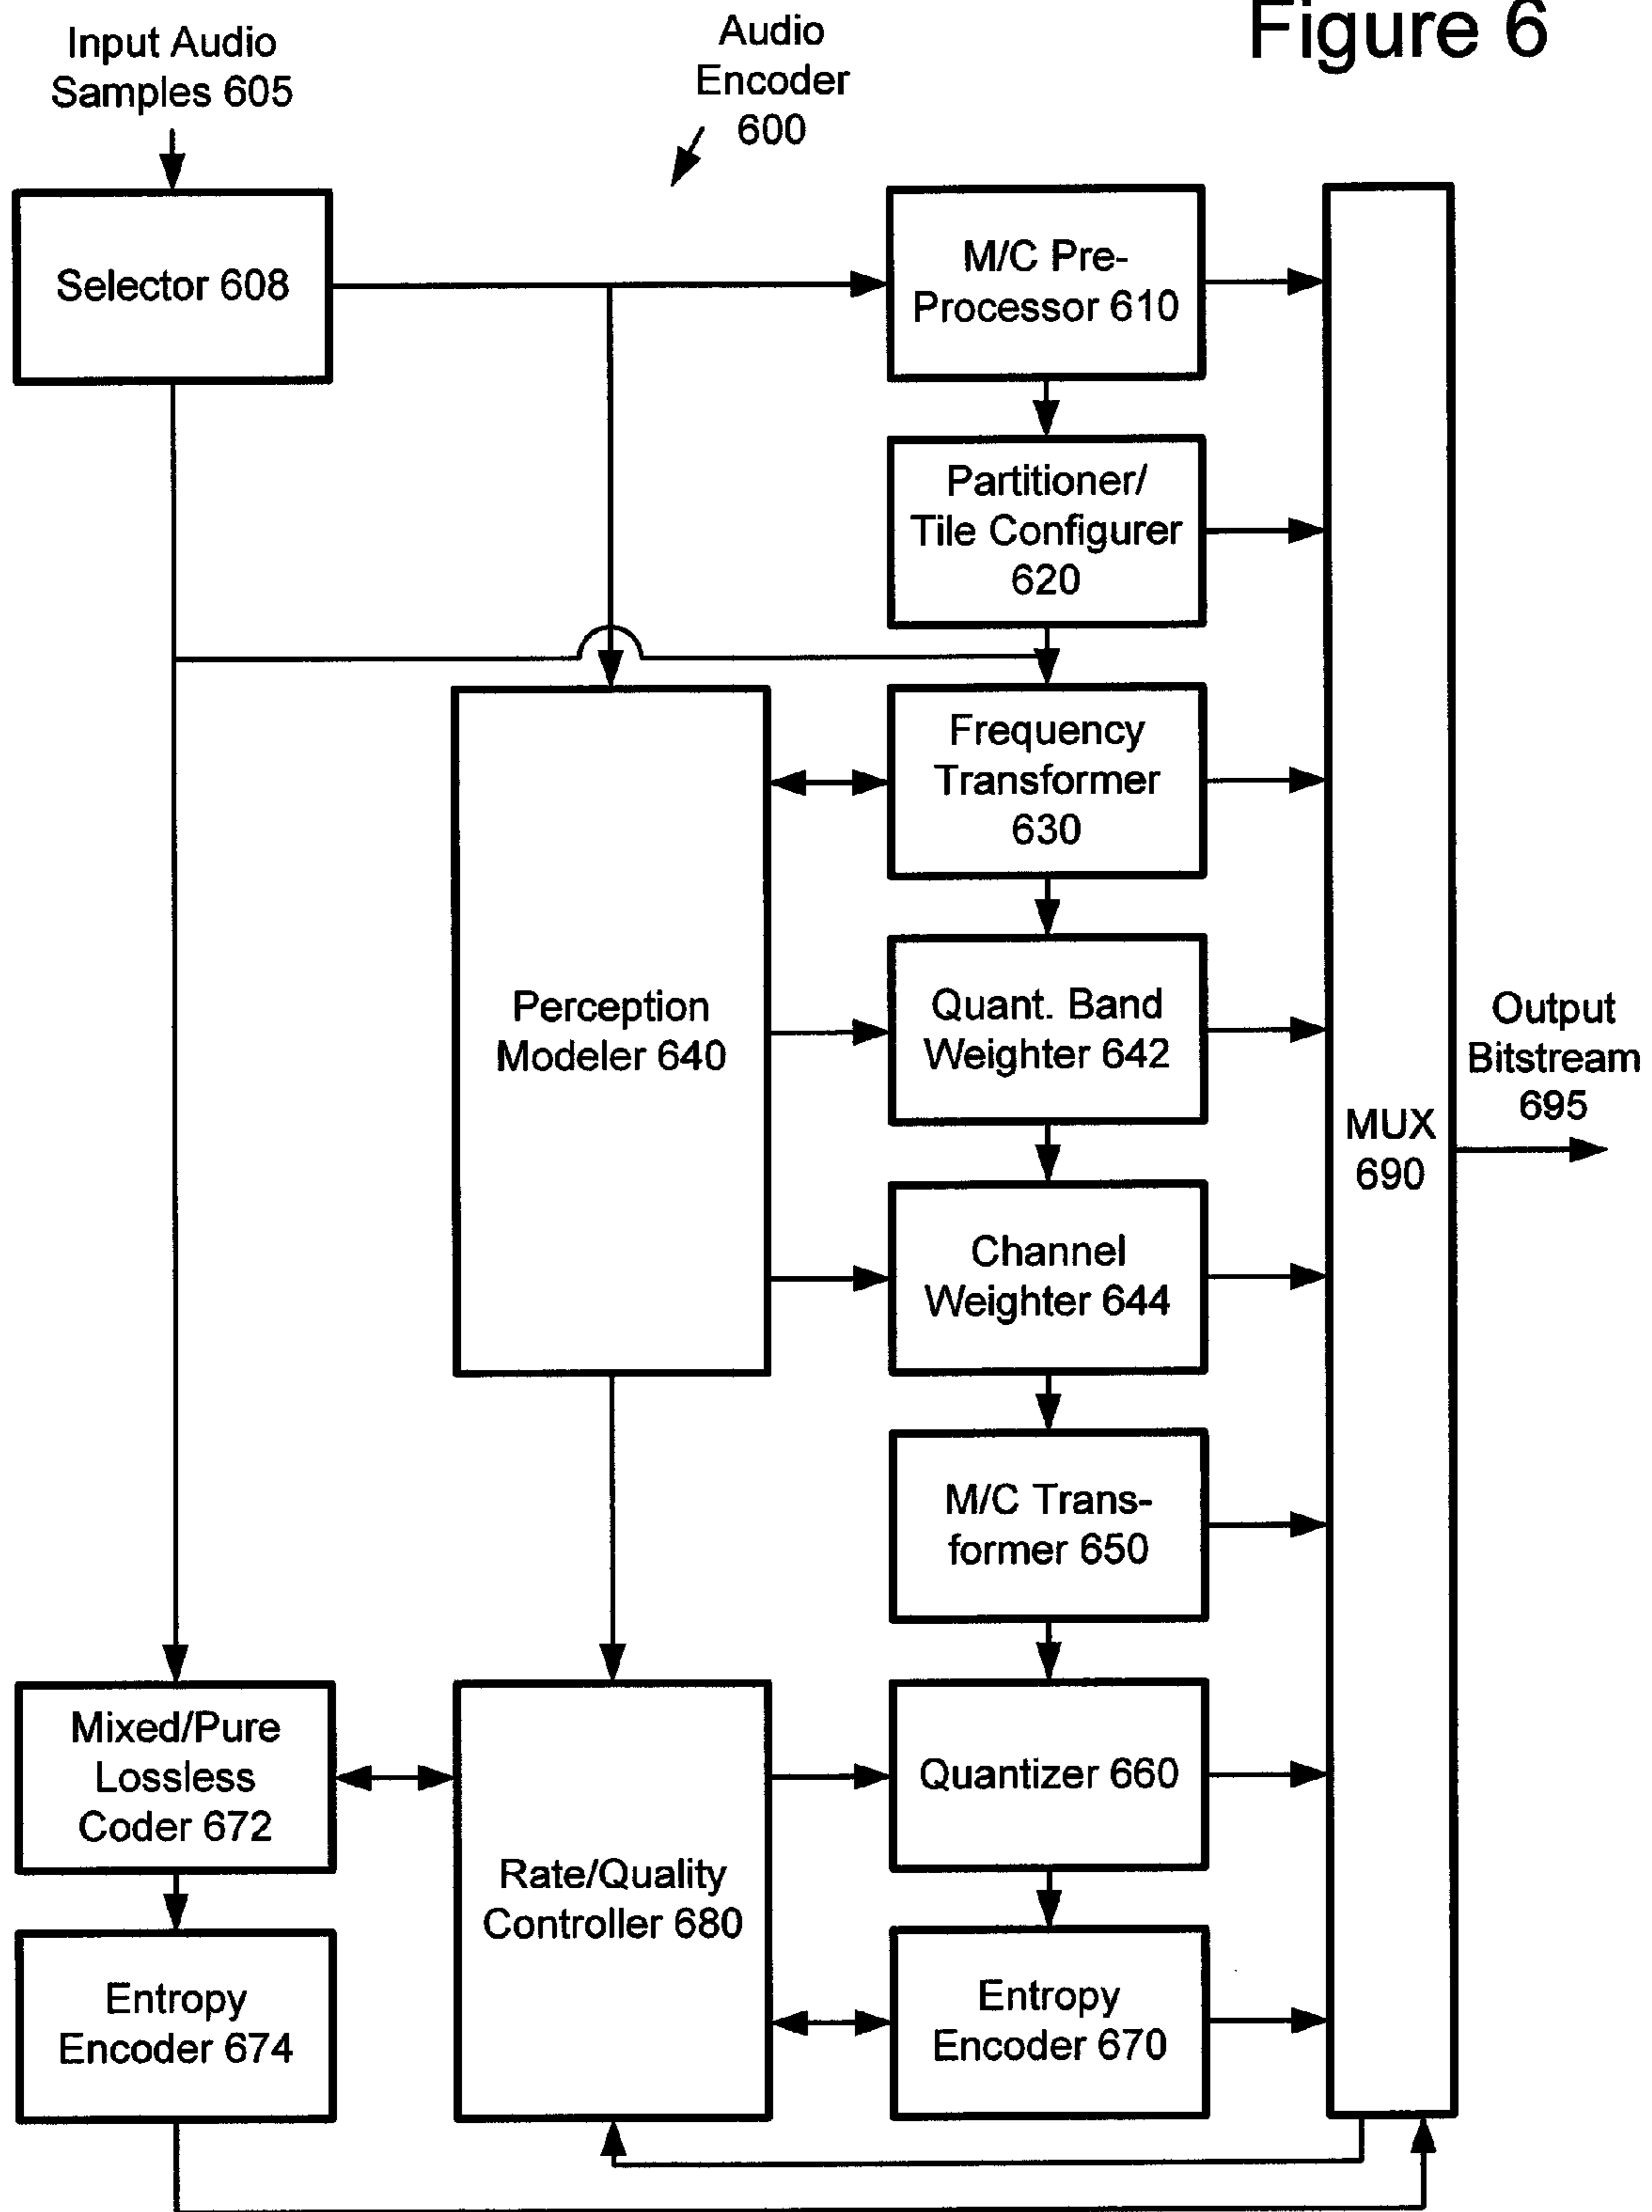 Figure 6
Input Audio
Samples 605
Audio
Encoder
600
Selector 608
M/C Pre-
Processor 610
Partitioner/
Tile Configurer
620
Frequency
Transformer
630
Perception
Modeler 640
Quant. Band
Weighter 642
Output
Bitstream
695
MUX
690
Channel
Weighter 644
M/C Trans-
former 650
Mixed/Pure
Lossless
Coder 672
Quantizer 660
Rate/Quality
Controller 680
Entropy
Encoder 674
Entropy
Encoder 670